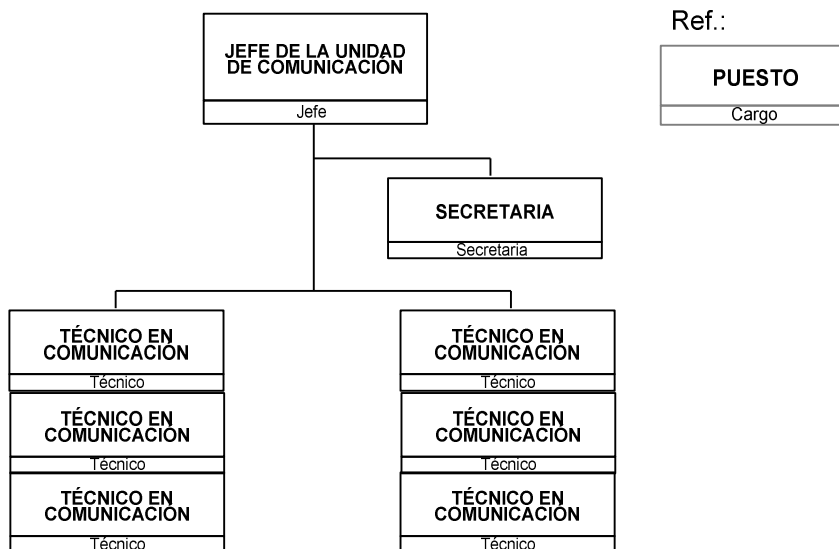 Ref.:
JEFE DE LA UNIDAD
DE COMUNICACIÓN
Jefe
PUESTO
Cargo
SECRETARIA
Secretaria
TÉCNICO EN
COMUNICACIÓN
Técnico
TÉCNICO EN
COMUNICACIÓN
Técnico
TÉCNICO EN
COMUNICACIÓN
Técnico
TÉCNICO EN
COMUNICACIÓN
Técnico
TÉCNICO EN
COMUNICACIÓN
Técnico
TÉCNICO EN
COMUNICACIÓN
Técnico